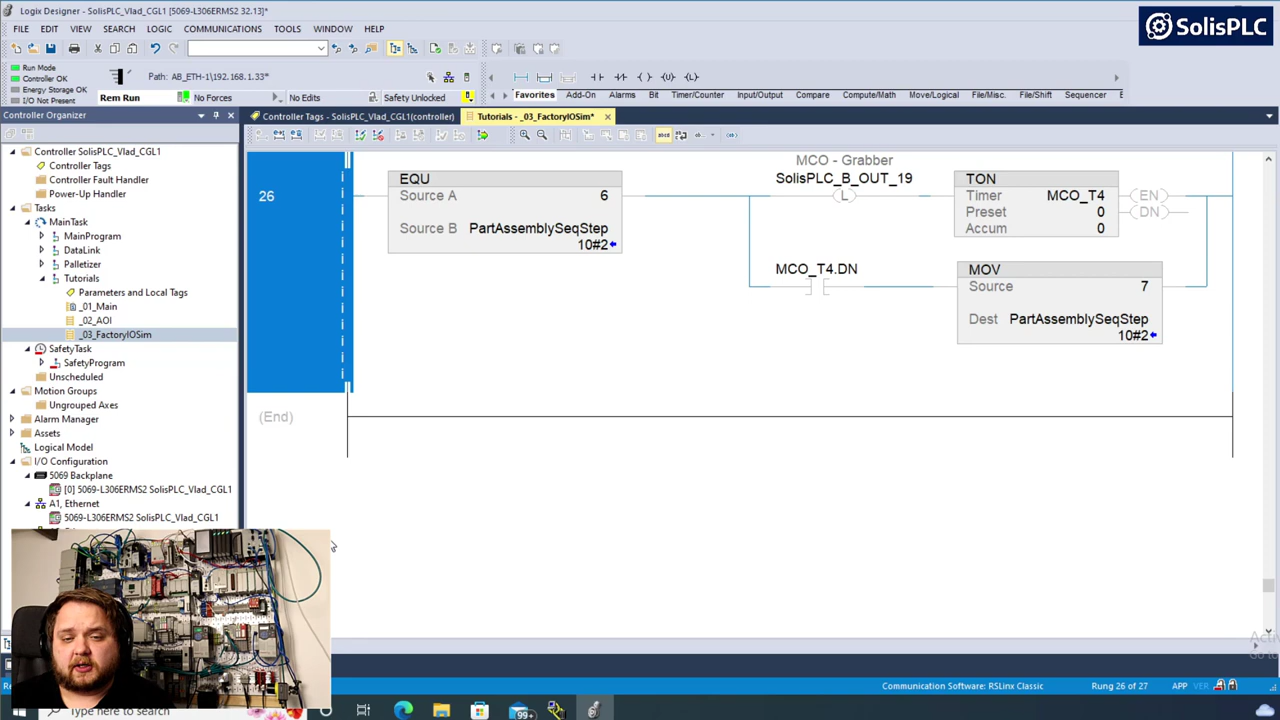 Logix Designer - SolisPLC_Vlad_CGL1 [5069-L306ERMS2 32.13]*
FILE EDIT VIEW SEARCH LOGIC COMMUNICATIONS TOOLS WINDOW HELP
SolisPLC
Run Mode
Controller OK
Energy Storage OK
I/O Not Present
Path: AB_ETH-1\192.168.1.33*
Rem Run No Forces No Edits Safety Unlocked
Favorites Add-On Alarms Bit Timer/Counter Input/Output Compare Compute/Math Move/Logical File/Misc. File/Shift Sequencer
Controller Organizer
Controller Tags - SolisPLC_Vlad_CGL1(controller)
Tutorials - _03_FactoryIOSim*
Controller SolisPLC_Vlad_CGL1
Controller Tags
Controller Fault Handler
Power-Up Handler
Tasks
MainTask
MainProgram
DataLink
Palletizer
Tutorials
Parameters and Local Tags
_01_Main
_02_AOI
_03_FactoryIOSim
SafetyTask
SafetyProgram
Unscheduled
Motion Groups
Ungrouped Axes
Alarm Manager
Assets
Logical Model
I/O Configuration
5069 Backplane
[0] 5069-L306ERMS2 SolisPLC_Vlad_CGL1
A1, Ethernet
5069-L306ERMS2 SolisPLC_Vlad_CGL1
26
EQU
Source A 6
Source B PartAssemblySeqStep
10#2
MCO - Grabber
SolisPLC_B_OUT_19
L
TON
Timer MCO_T4
Preset 0
Accum 0
EN
DN
MCO_T4.DN
MOV
Source 7
Dest PartAssemblySeqStep
10#2
(End)
Communication Software: RSLinx Classic
Rung 26 of 27
APP
VER
Type here to search
99+